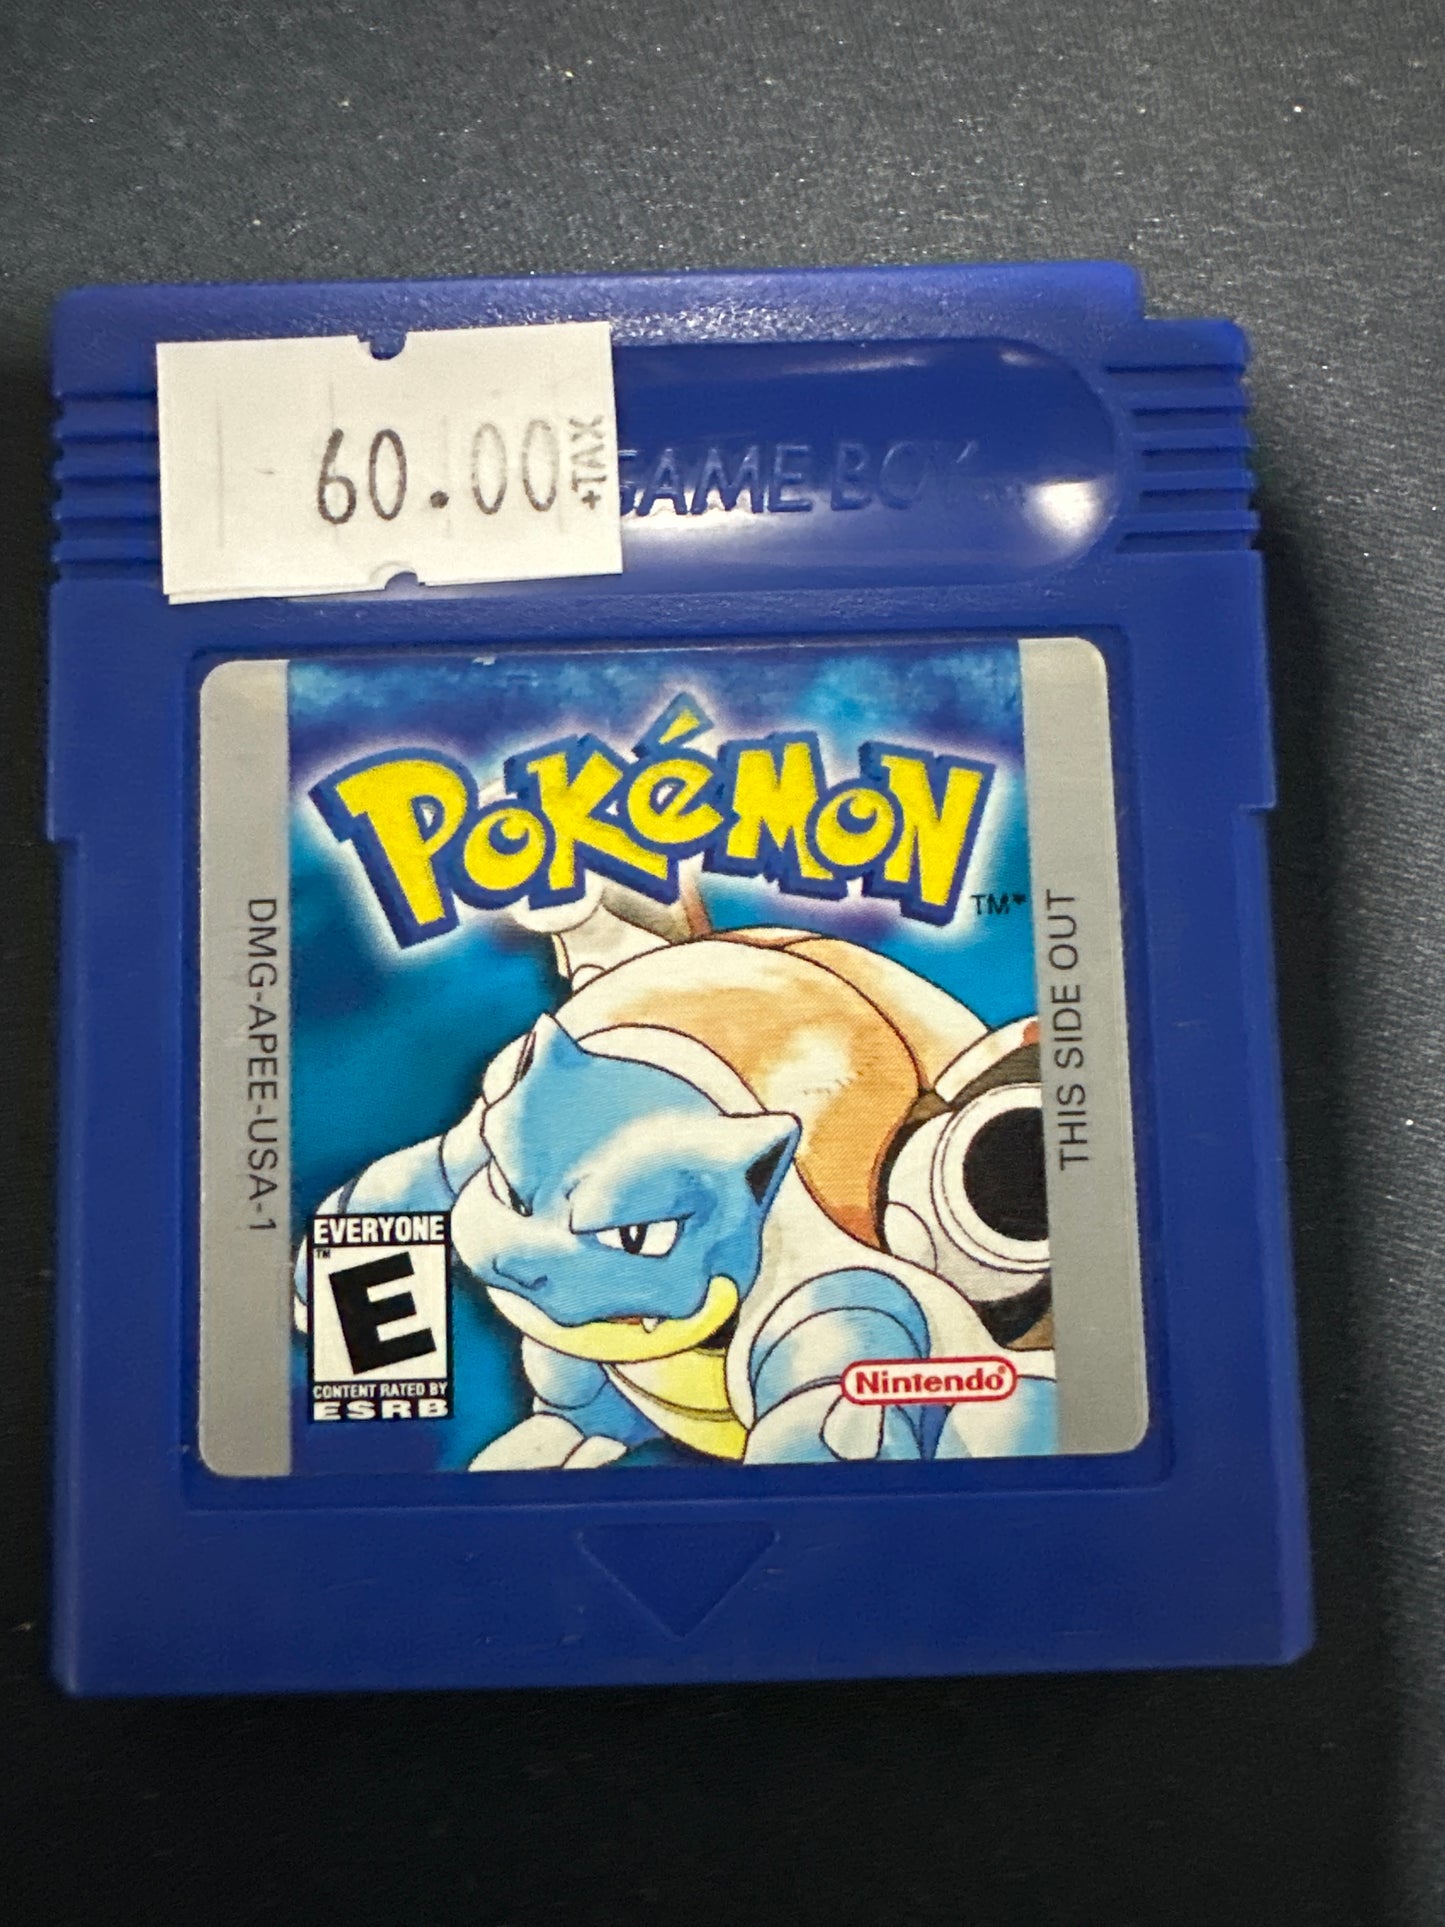 60.00
+TAX
GAME BOY
POKéMON
TM*
DMG-APEE-USA-1
THIS SIDE OUT
EVERYONE
TM
E
CONTENT RATED BY
ESRB
Nintendo®